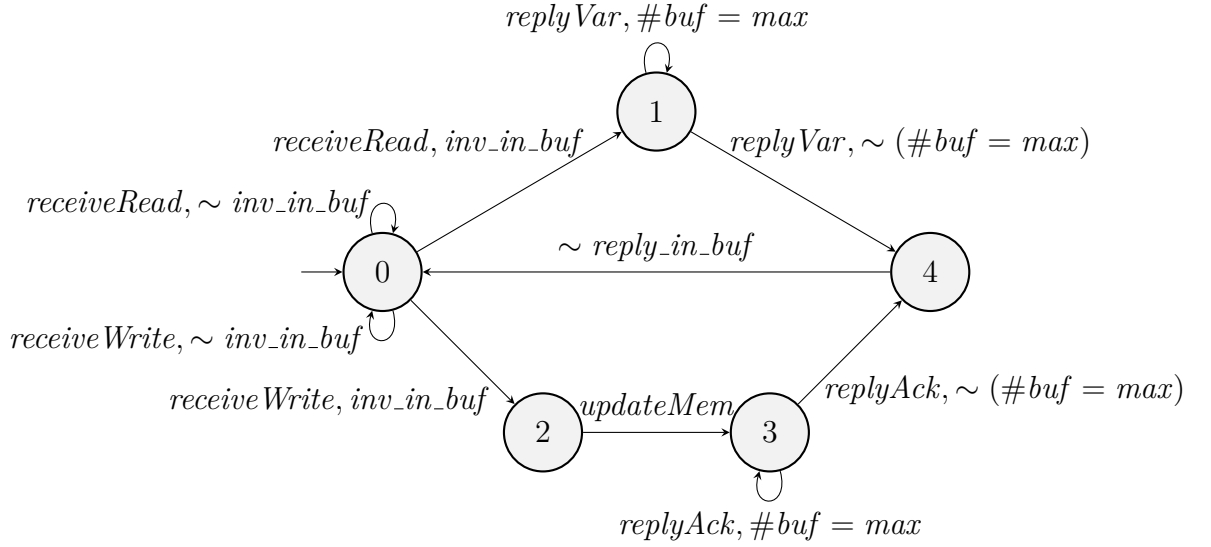 replyVar, #buf = max
1
receiveRead, inv_in_buf
replyVar, ∼ (#buf = max)
receiveRead, ∼ inv_in_buf
∼ reply_in_buf
0
4
receiveWrite, ∼ inv_in_buf
receiveWrite, inv_in_buf
updateMem
replyAck, ∼ (#buf = max)
2
3
replyAck, #buf = max